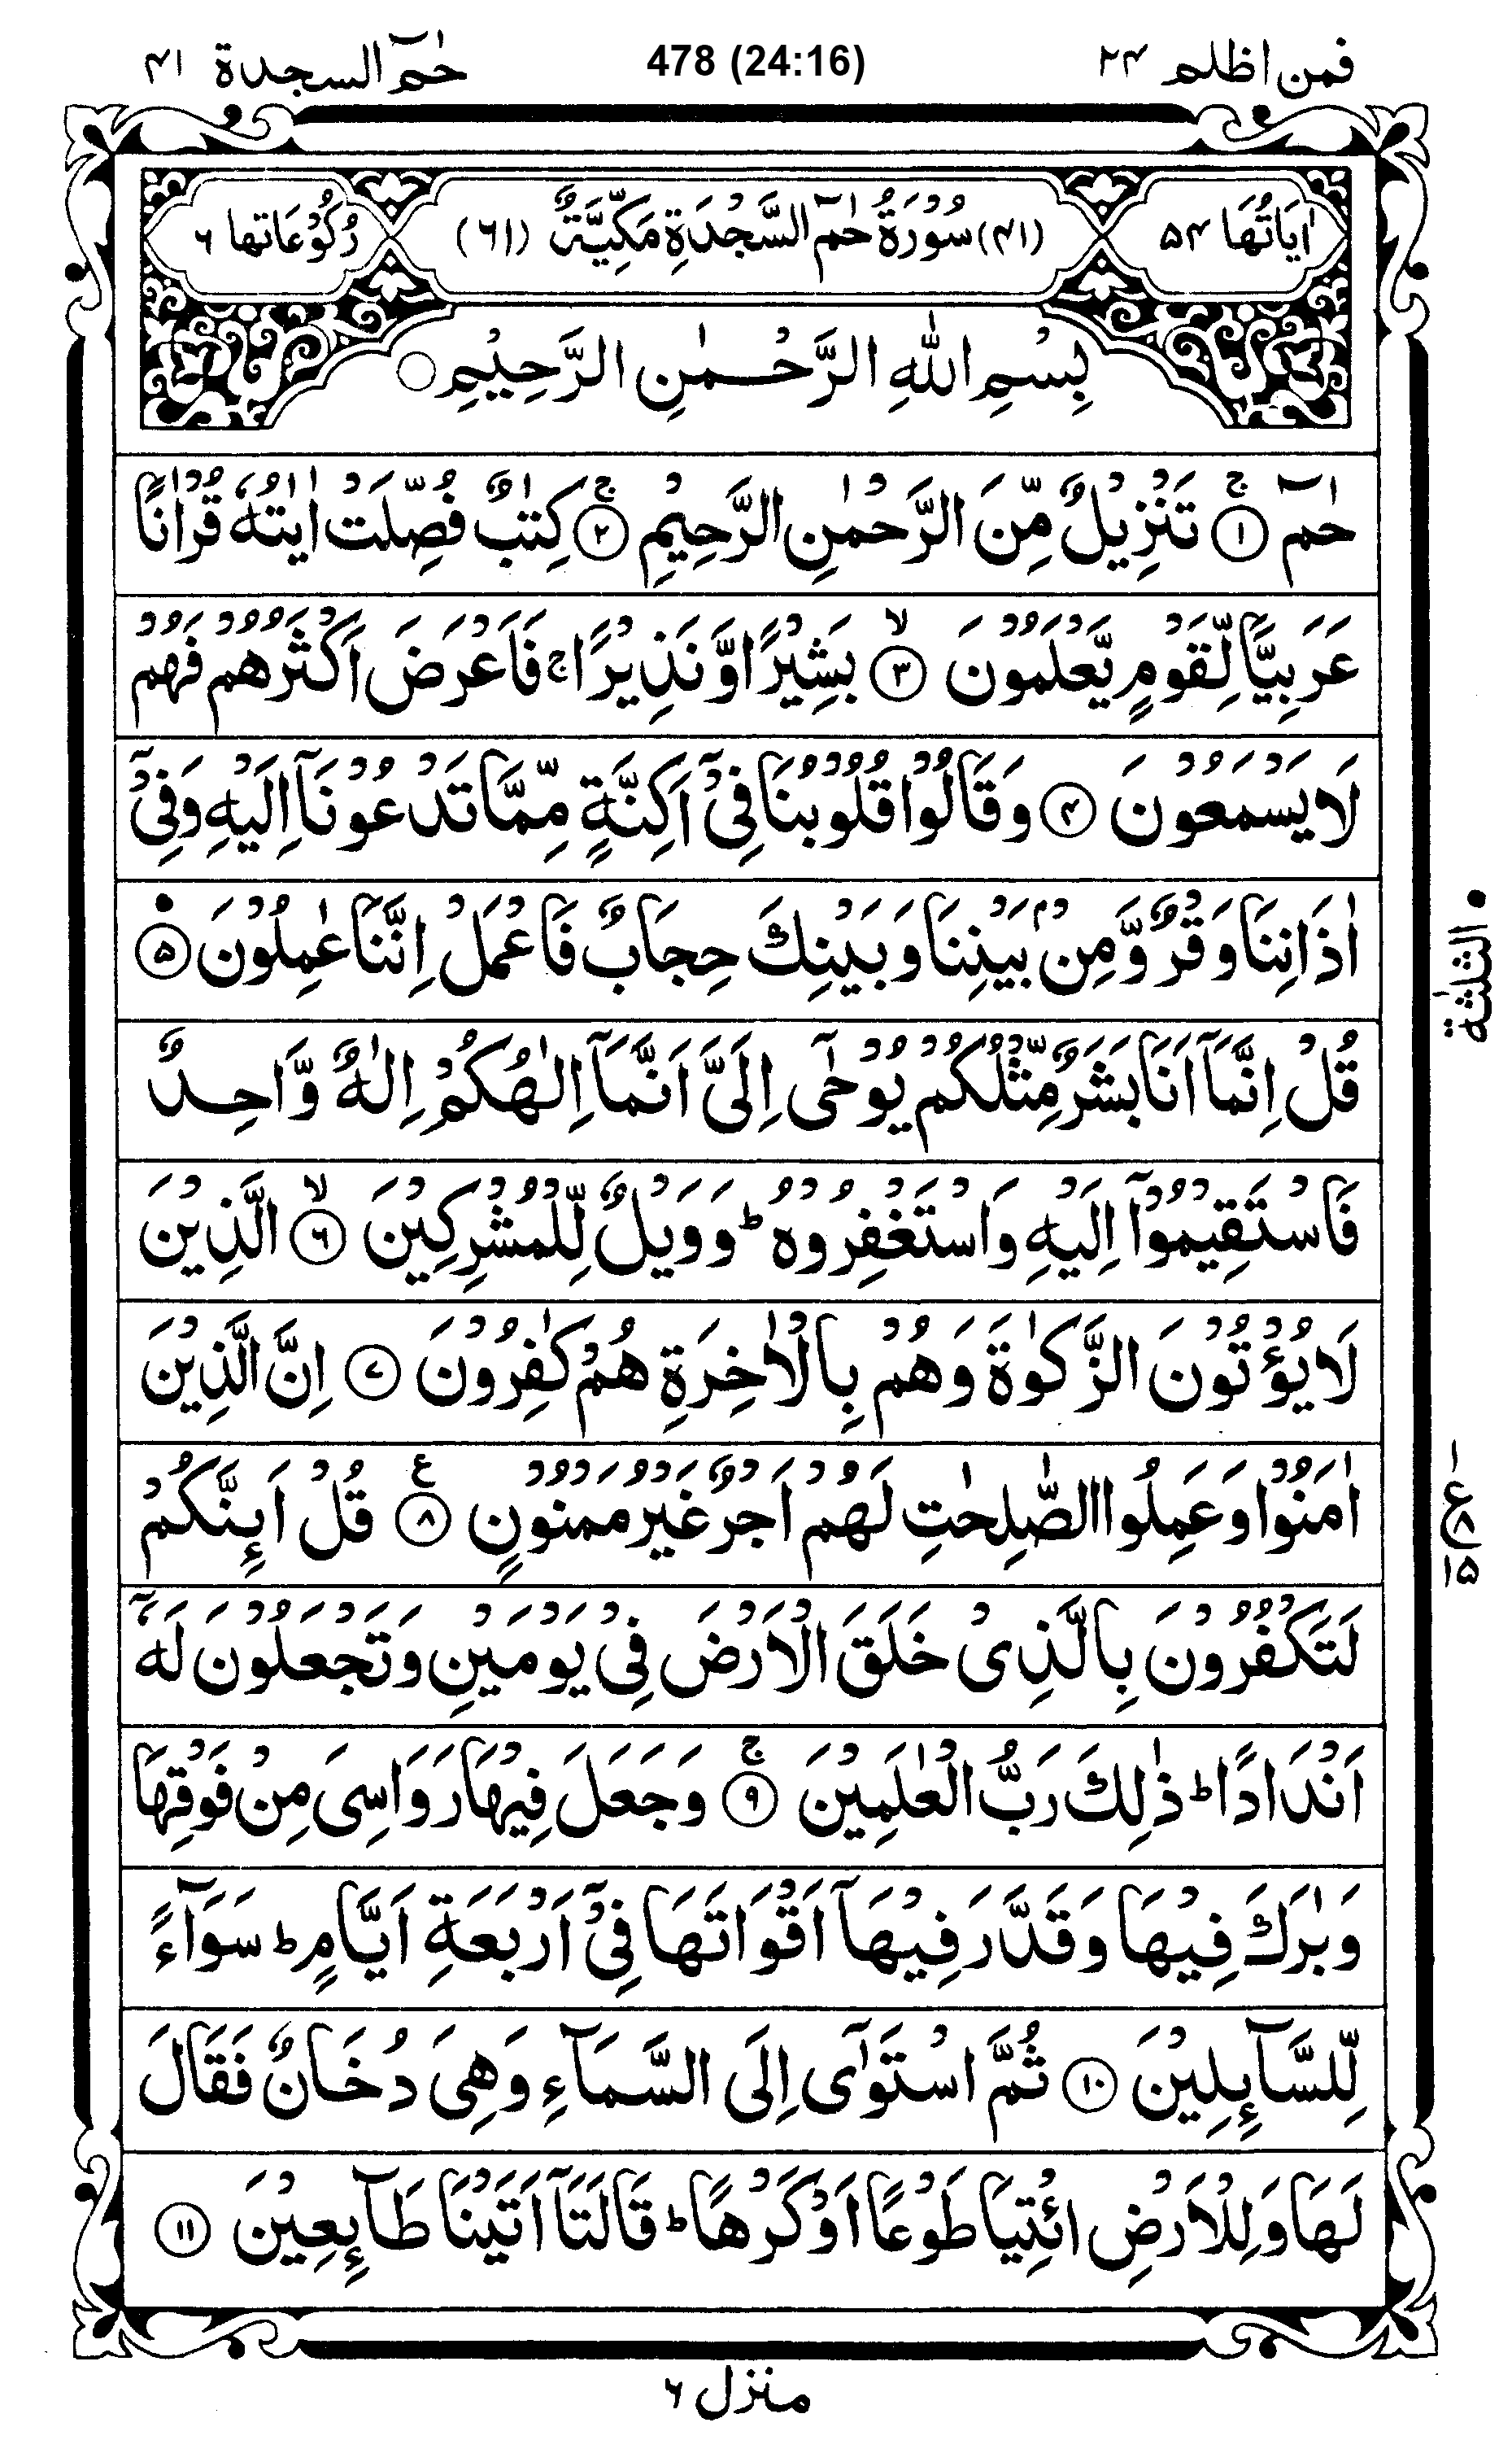 فمن اظلم ۲۴ 478 (24:16) حٰمٓ السجدة ۴۱
اٰيَاتُهَا ۵۴ (۴۱) سُوْرَةُ حٰمٓ السَّجْدَةِ مَكِّيَّةٌ (۶۱) رُكُوْعَاتها ۶
بِسْمِ اللّٰهِ الرَّحْمٰنِ الرَّحِيْمِ ○
حٰمٓ ۚ﴿۱﴾ تَنْزِيْلٌ مِّنَ الرَّحْمٰنِ الرَّحِيْمِ ۚ﴿۲﴾ كِتٰبٌ فُصِّلَتْ اٰيٰتُهٗ قُرْاٰنًا
عَرَبِيًّا لِّقَوْمٍ يَّعْلَمُوْنَ ۙ﴿۳﴾ بَشِيْرًا وَّ نَذِيْرًا ۚ فَاَعْرَضَ اَكْثَرُهُمْ فَهُمْ
لَا يَسْمَعُوْنَ ﴿۴﴾ وَ قَالُوْا قُلُوْبُنَا فِيْٓ اَكِنَّةٍ مِّمَّا تَدْعُوْنَآ اِلَيْهِ وَ فِيْٓ
اٰذَانِنَا وَقْرٌ وَّ مِنْۢ بَيْنِنَا وَ بَيْنِكَ حِجَابٌ فَاعْمَلْ اِنَّنَا عٰمِلُوْنَ ﴿۵﴾
قُلْ اِنَّمَآ اَنَا بَشَرٌ مِّثْلُكُمْ يُوْحٰٓى اِلَيَّ اَنَّمَآ اِلٰهُكُمْ اِلٰهٌ وَّاحِدٌ
فَاسْتَقِيْمُوْٓا اِلَيْهِ وَاسْتَغْفِرُوْهُ ؕ وَ وَيْلٌ لِّلْمُشْرِكِيْنَ ۙ﴿۶﴾ الَّذِيْنَ
لَا يُؤْتُوْنَ الزَّكٰوةَ وَ هُمْ بِالْاٰخِرَةِ هُمْ كٰفِرُوْنَ ﴿۷﴾ اِنَّ الَّذِيْنَ
اٰمَنُوْا وَ عَمِلُوا الصّٰلِحٰتِ لَهُمْ اَجْرٌ غَيْرُ مَمْنُوْنٍ ﴿۸﴾ ع قُلْ اَئِنَّكُمْ
لَتَكْفُرُوْنَ بِالَّذِيْ خَلَقَ الْاَرْضَ فِيْ يَوْمَيْنِ وَ تَجْعَلُوْنَ لَهٗٓ
اَنْدَادًا ؕ ذٰلِكَ رَبُّ الْعٰلَمِيْنَ ۚ﴿۹﴾ وَ جَعَلَ فِيْهَا رَوَاسِيَ مِنْ فَوْقِهَا
وَ بٰرَكَ فِيْهَا وَ قَدَّرَ فِيْهَآ اَقْوَاتَهَا فِيْٓ اَرْبَعَةِ اَيَّامٍ ؕ سَوَآءً
لِّلسَّآئِلِيْنَ ﴿۱۰﴾ ثُمَّ اسْتَوٰٓى اِلَى السَّمَآءِ وَ هِيَ دُخَانٌ فَقَالَ
لَهَا وَ لِلْاَرْضِ ائْتِيَا طَوْعًا اَوْ كَرْهًا ؕ قَالَتَآ اَتَيْنَا طَآئِعِيْنَ ﴿۱۱﴾
الثلٰثة
۱ ع ۸ ۱۵
منزل ۶